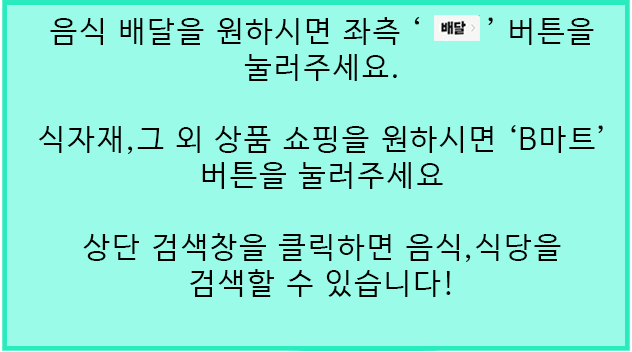 음식 배달을 원하시면 좌측 ‘ 배달 > ’ 버튼을
눌러주세요.
식자재,그 외 상품 쇼핑을 원하시면 ‘B마트’
버튼을 눌러주세요
상단 검색창을 클릭하면 음식,식당을
검색할 수 있습니다!